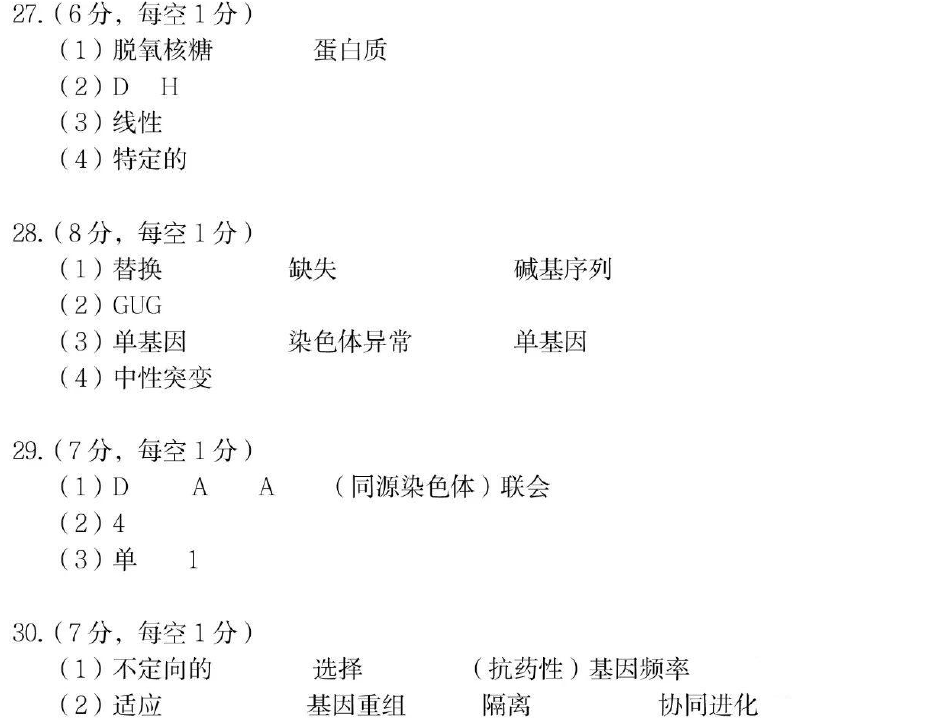 27.(6分，每空1分)
(1)脱氧核糖 蛋白质
(2)D H
(3)线性
(4)特定的
28.(8分，每空1分)
(1)替换 缺失 碱基序列
(2)GUG
(3)单基因 染色体异常 单基因
(4)中性突变
29.(7分，每空1分)
(1)D A A (同源染色体)联会
(2)4
(3)单 1
30.(7分，每空1分)
(1)不定向的 选择 (抗药性)基因频率
(2)适应 基因重组 隔离 协同进化